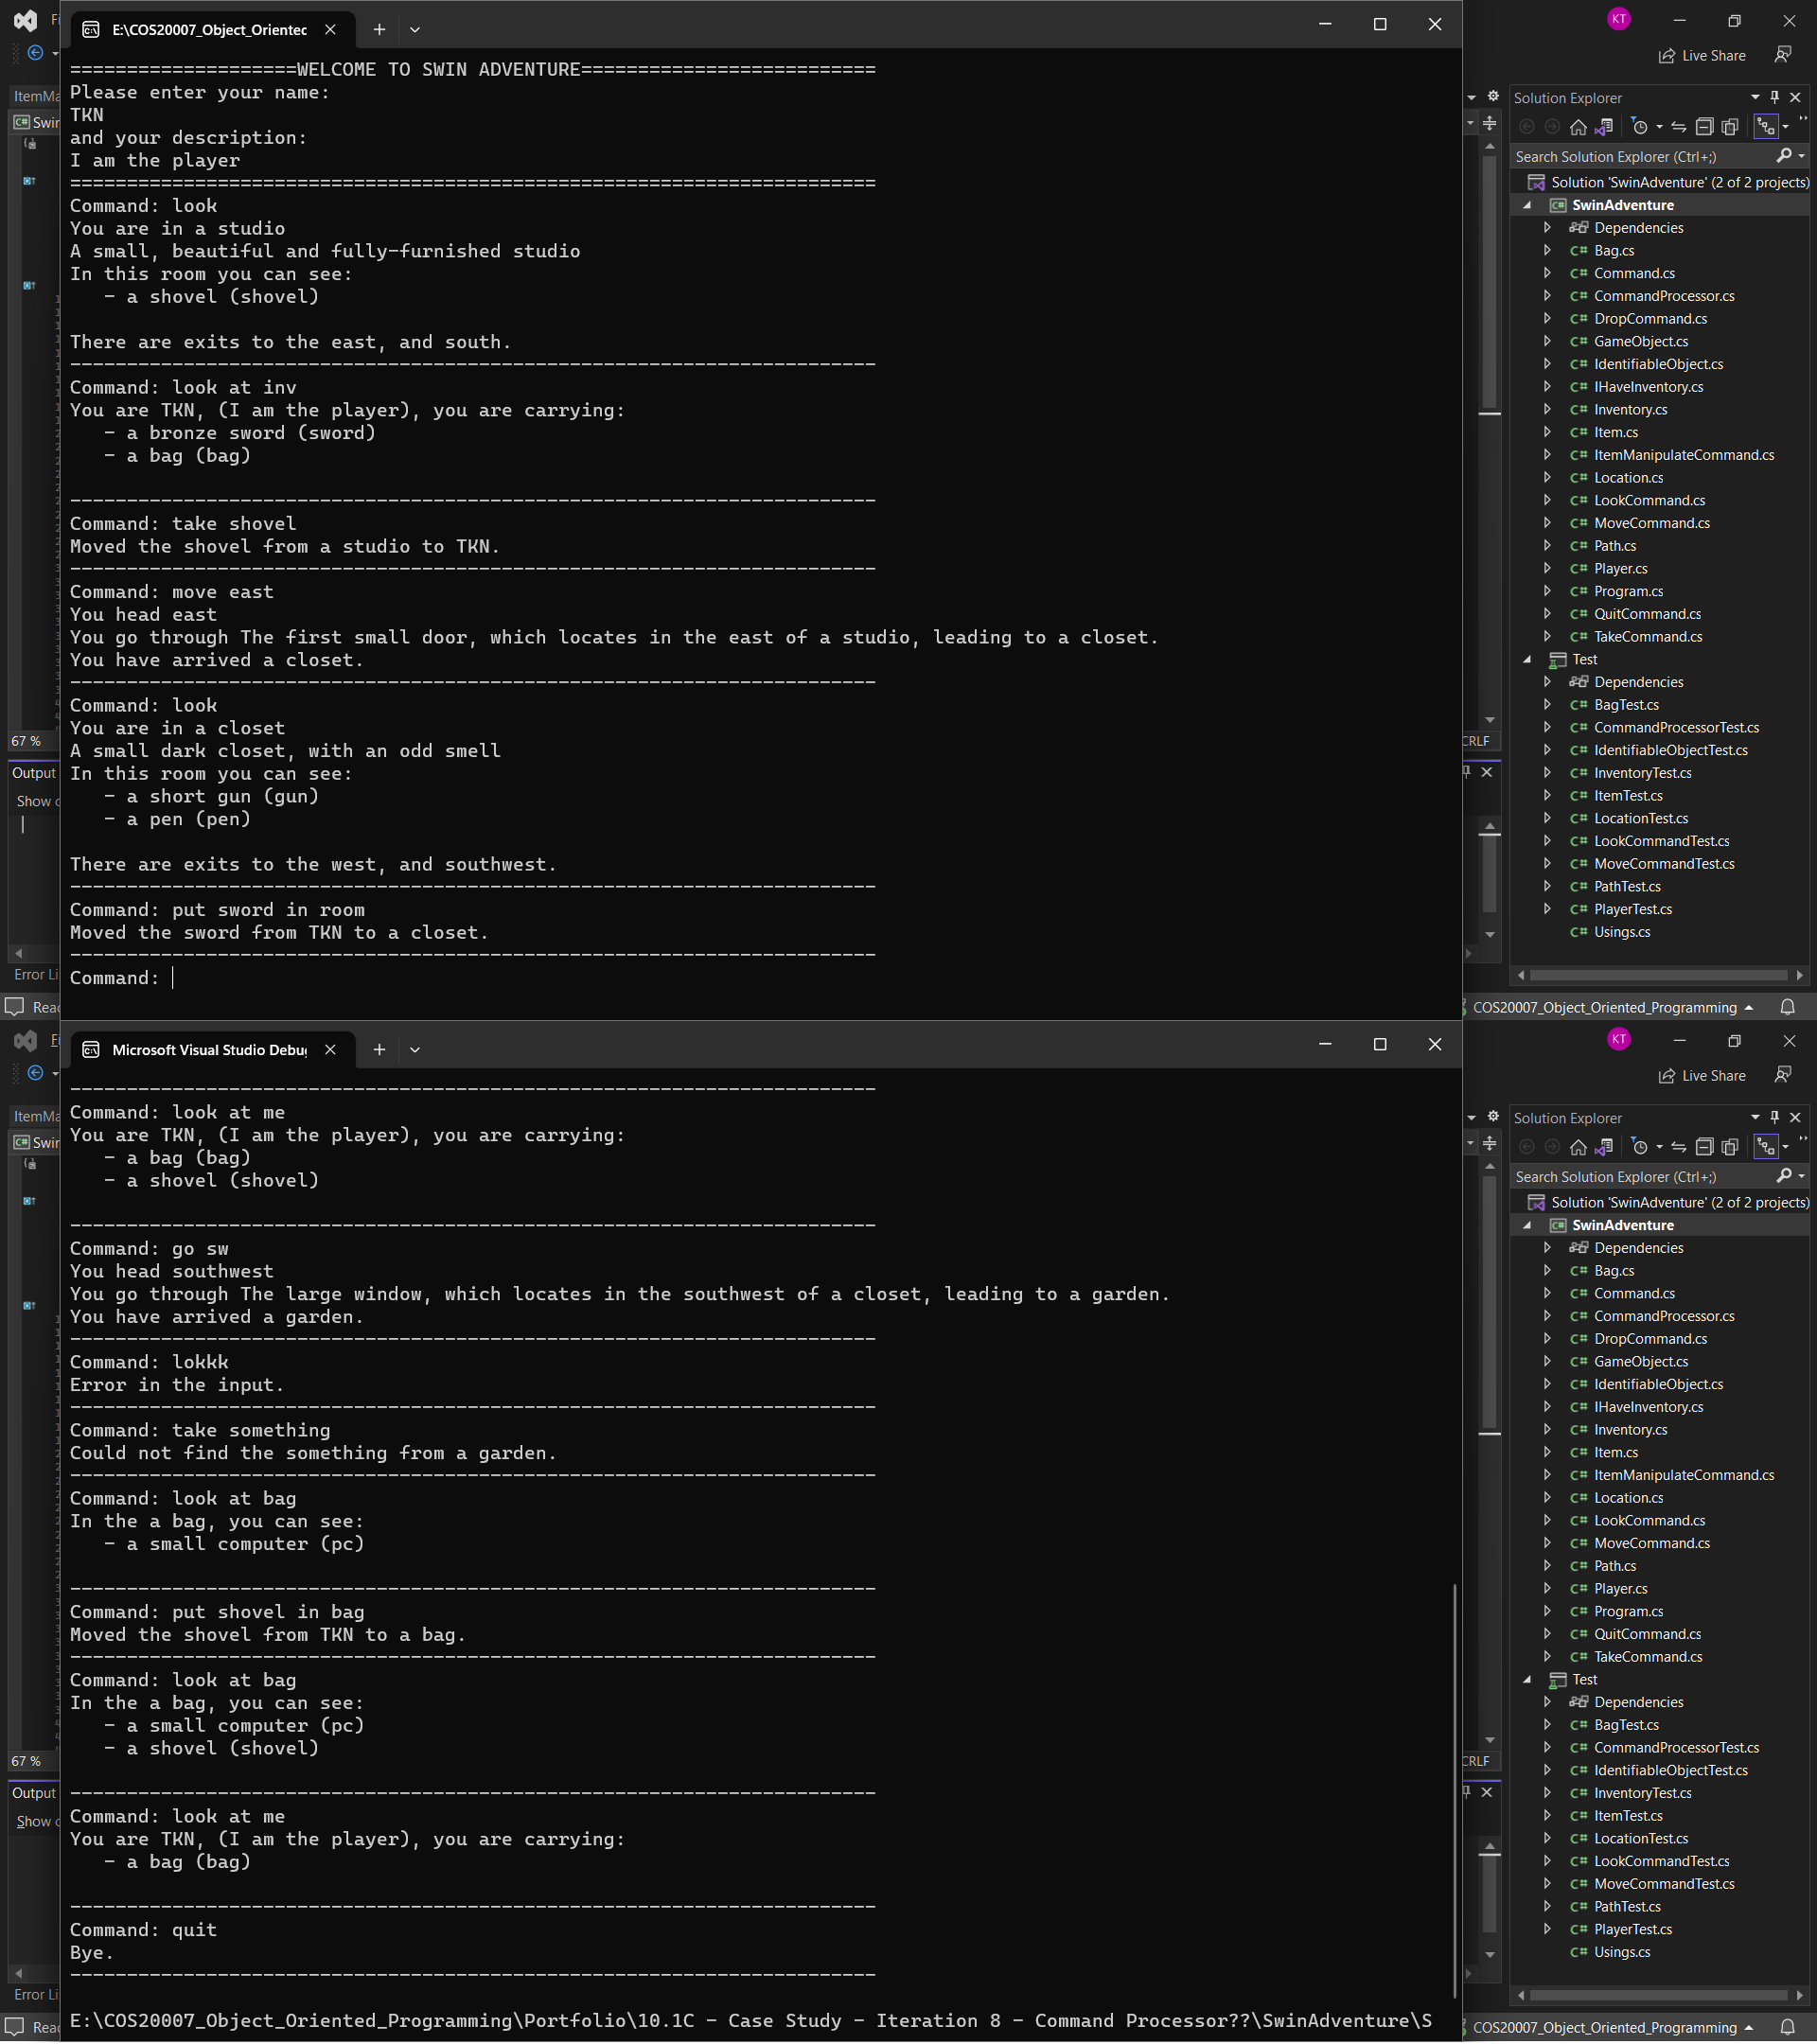 E:\COS20007_Object_Orientec
====================WELCOME TO SWIN ADVENTURE==========================
Please enter your name:
TKN
and your description:
I am the player
=======================================================================
Command: look
You are in a studio
A small, beautiful and fully-furnished studio
In this room you can see:
- a shovel (shovel)
There are exits to the east, and south.
-----------------------------------------------------------------------
Command: look at inv
You are TKN, (I am the player), you are carrying:
- a bronze sword (sword)
- a bag (bag)
-----------------------------------------------------------------------
Command: take shovel
Moved the shovel from a studio to TKN.
-----------------------------------------------------------------------
Command: move east
You head east
You go through The first small door, which locates in the east of a studio, leading to a closet.
You have arrived a closet.
-----------------------------------------------------------------------
Command: look
You are in a closet
A small dark closet, with an odd smell
In this room you can see:
- a short gun (gun)
- a pen (pen)
There are exits to the west, and southwest.
-----------------------------------------------------------------------
Command: put sword in room
Moved the sword from TKN to a closet.
-----------------------------------------------------------------------
Command:
ItemMa
Swin
67 %
Output
Show
Error Li
Rea
KT
Live Share
Solution Explorer
Search Solution Explorer (Ctrl+;)
Solution 'SwinAdventure' (2 of 2 projects)
SwinAdventure
Dependencies
C# Bag.cs
C# Command.cs
C# CommandProcessor.cs
C# DropCommand.cs
C# GameObject.cs
C# IdentifiableObject.cs
C# IHaveInventory.cs
C# Inventory.cs
C# Item.cs
C# ItemManipulateCommand.cs
C# Location.cs
C# LookCommand.cs
C# MoveCommand.cs
C# Path.cs
C# Player.cs
C# Program.cs
C# QuitCommand.cs
C# TakeCommand.cs
Test
Dependencies
C# BagTest.cs
C# CommandProcessorTest.cs
C# IdentifiableObjectTest.cs
C# InventoryTest.cs
C# ItemTest.cs
C# LocationTest.cs
C# LookCommandTest.cs
C# MoveCommandTest.cs
C# PathTest.cs
C# PlayerTest.cs
C# Usings.cs
CRLF
COS20007_Object_Oriented_Programming
Microsoft Visual Studio Debu
-----------------------------------------------------------------------
Command: look at me
You are TKN, (I am the player), you are carrying:
- a bag (bag)
- a shovel (shovel)
-----------------------------------------------------------------------
Command: go sw
You head southwest
You go through The large window, which locates in the southwest of a closet, leading to a garden.
You have arrived a garden.
-----------------------------------------------------------------------
Command: lokkk
Error in the input.
-----------------------------------------------------------------------
Command: take something
Could not find the something from a garden.
-----------------------------------------------------------------------
Command: look at bag
In the a bag, you can see:
- a small computer (pc)
-----------------------------------------------------------------------
Command: put shovel in bag
Moved the shovel from TKN to a bag.
-----------------------------------------------------------------------
Command: look at bag
In the a bag, you can see:
- a small computer (pc)
- a shovel (shovel)
-----------------------------------------------------------------------
Command: look at me
You are TKN, (I am the player), you are carrying:
- a bag (bag)
-----------------------------------------------------------------------
Command: quit
Bye.
-----------------------------------------------------------------------
E:\COS20007_Object_Oriented_Programming\Portfolio\10.1C - Case Study - Iteration 8 - Command Processor??\SwinAdventure\S
ItemMa
Swin
67 %
Output
Show
Error Li
Rea
KT
Live Share
Solution Explorer
Search Solution Explorer (Ctrl+;)
Solution 'SwinAdventure' (2 of 2 projects)
SwinAdventure
Dependencies
C# Bag.cs
C# Command.cs
C# CommandProcessor.cs
C# DropCommand.cs
C# GameObject.cs
C# IdentifiableObject.cs
C# IHaveInventory.cs
C# Inventory.cs
C# Item.cs
C# ItemManipulateCommand.cs
C# Location.cs
C# LookCommand.cs
C# MoveCommand.cs
C# Path.cs
C# Player.cs
C# Program.cs
C# QuitCommand.cs
C# TakeCommand.cs
Test
Dependencies
C# BagTest.cs
C# CommandProcessorTest.cs
C# IdentifiableObjectTest.cs
C# InventoryTest.cs
C# ItemTest.cs
C# LocationTest.cs
C# LookCommandTest.cs
C# MoveCommandTest.cs
C# PathTest.cs
C# PlayerTest.cs
C# Usings.cs
CRLF
COS20007_Object_Oriented_Programming